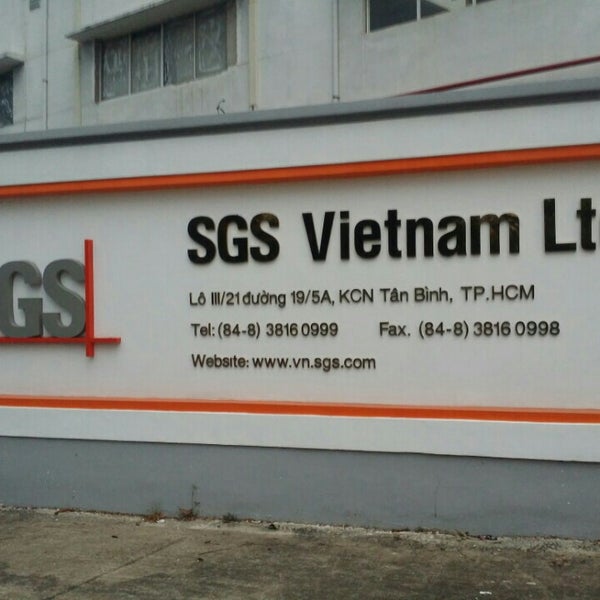 GS
SGS Vietnam Lt
Lô III/21 đường 19/5A, KCN Tân Bình, TP.HCM
Tel: (84-8) 3816 0999 Fax. (84-8) 3816 0998
Website: www.vn.sgs.com